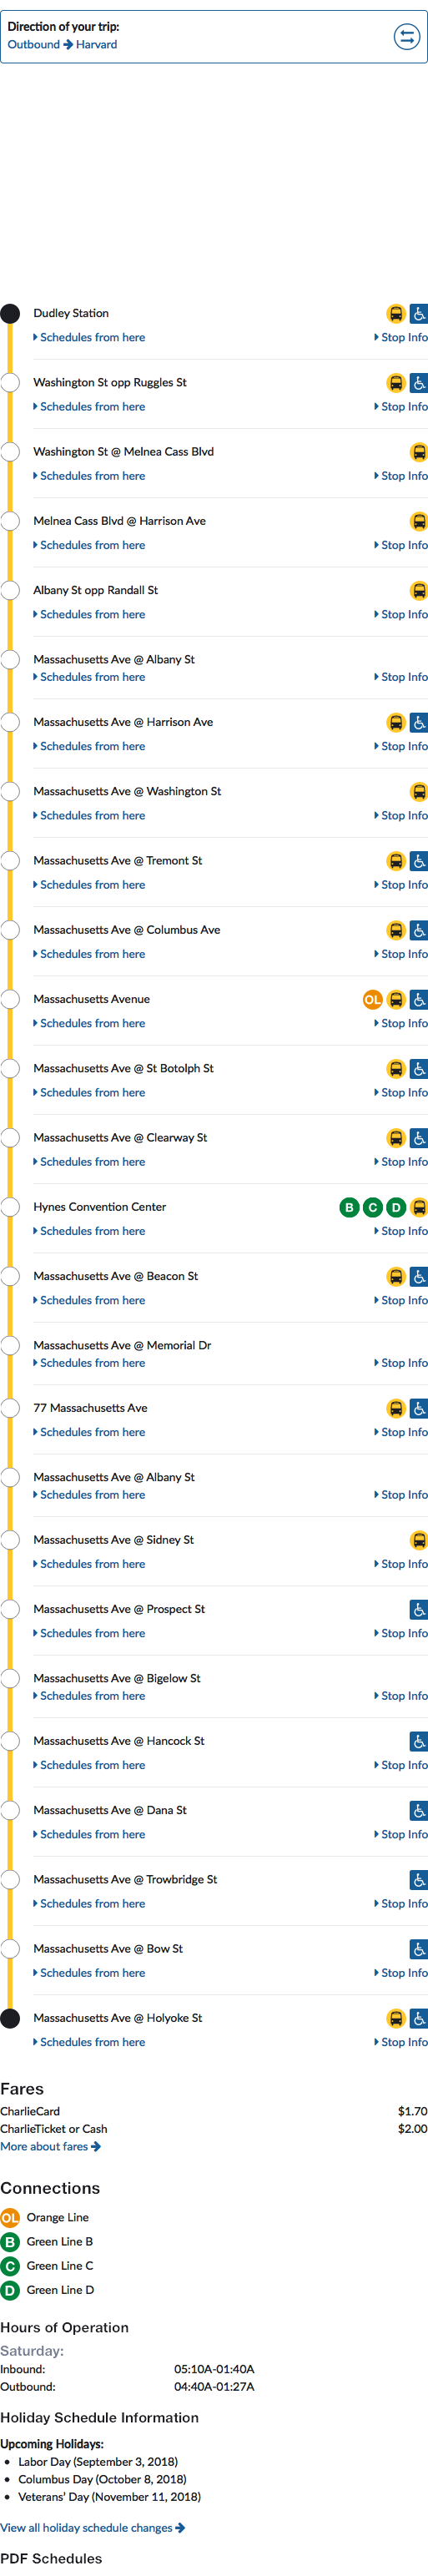 Direction of your trip:
Outbound → Harvard
Dudley Station
Schedules from here Stop Info
Washington St opp Ruggles St
Schedules from here Stop Info
Washington St @ Melnea Cass Blvd
Schedules from here Stop Info
Melnea Cass Blvd @ Harrison Ave
Schedules from here Stop Info
Albany St opp Randall St
Schedules from here Stop Info
Massachusetts Ave @ Albany St
Schedules from here Stop Info
Massachusetts Ave @ Harrison Ave
Schedules from here Stop Info
Massachusetts Ave @ Washington St
Schedules from here Stop Info
Massachusetts Ave @ Tremont St
Schedules from here Stop Info
Massachusetts Ave @ Columbus Ave
Schedules from here Stop Info
Massachusetts Avenue OL
Schedules from here Stop Info
Massachusetts Ave @ St Botolph St
Schedules from here Stop Info
Massachusetts Ave @ Clearway St
Schedules from here Stop Info
Hynes Convention Center B C D
Schedules from here Stop Info
Massachusetts Ave @ Beacon St
Schedules from here Stop Info
Massachusetts Ave @ Memorial Dr
Schedules from here Stop Info
77 Massachusetts Ave
Schedules from here Stop Info
Massachusetts Ave @ Albany St
Schedules from here Stop Info
Massachusetts Ave @ Sidney St
Schedules from here Stop Info
Massachusetts Ave @ Prospect St
Schedules from here Stop Info
Massachusetts Ave @ Bigelow St
Schedules from here Stop Info
Massachusetts Ave @ Hancock St
Schedules from here Stop Info
Massachusetts Ave @ Dana St
Schedules from here Stop Info
Massachusetts Ave @ Trowbridge St
Schedules from here Stop Info
Massachusetts Ave @ Bow St
Schedules from here Stop Info
Massachusetts Ave @ Holyoke St
Schedules from here Stop Info
Fares
CharlieCard $1.70
CharlieTicket or Cash $2.00
More about fares →
Connections
OL Orange Line
B Green Line B
C Green Line C
D Green Line D
Hours of Operation
Saturday:
Inbound: 05:10A-01:40A
Outbound: 04:40A-01:27A
Holiday Schedule Information
Upcoming Holidays:
• Labor Day (September 3, 2018)
• Columbus Day (October 8, 2018)
• Veterans’ Day (November 11, 2018)
View all holiday schedule changes →
PDF Schedules